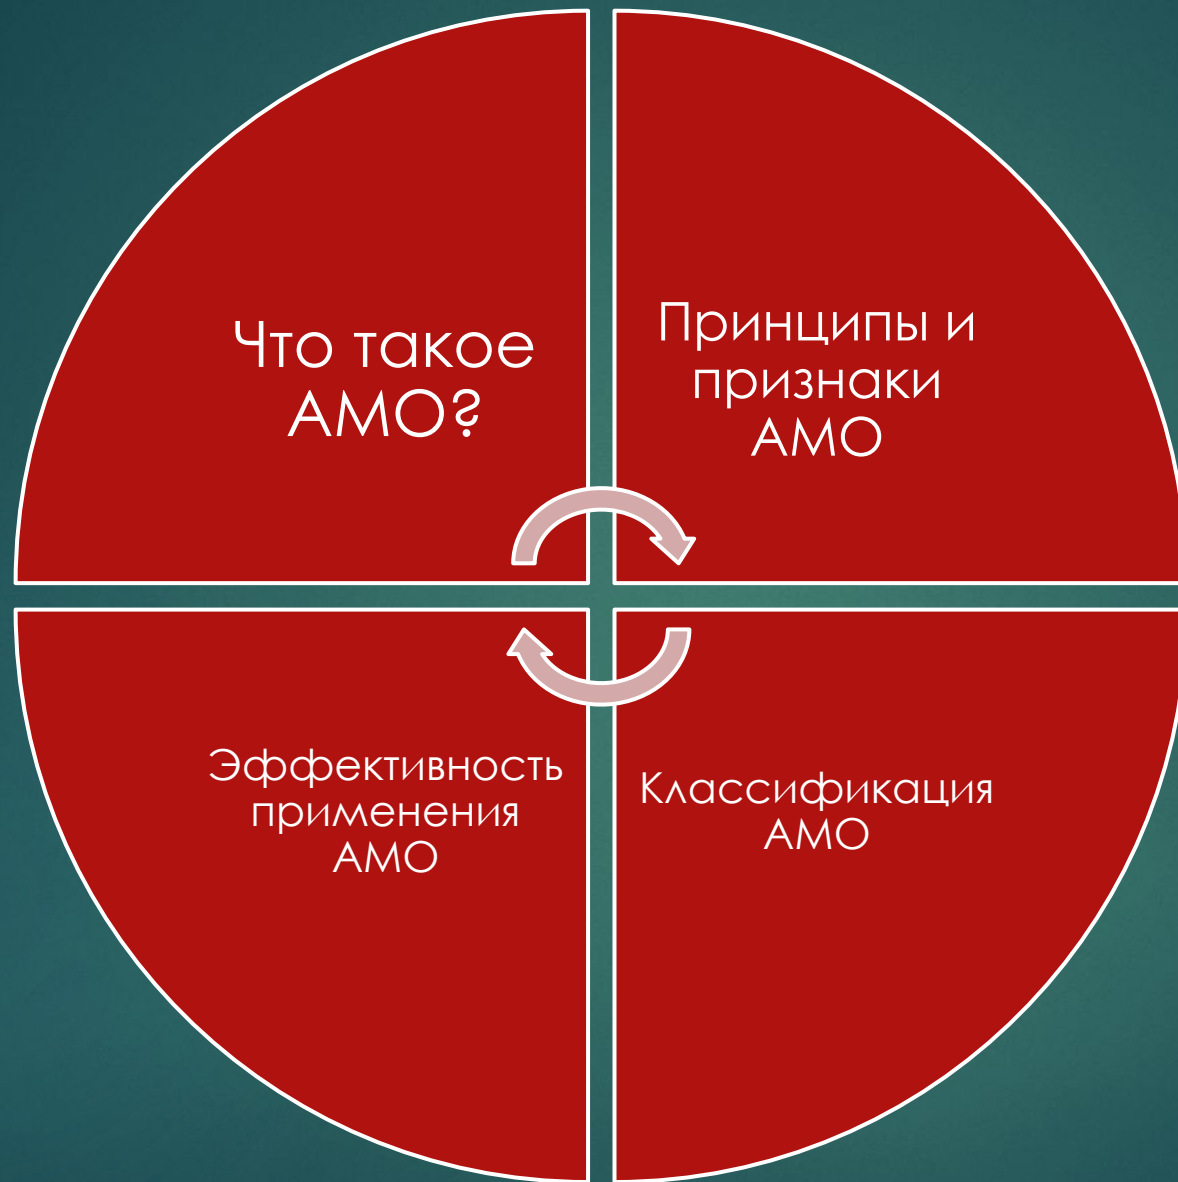 Что такое
АМО?
Принципы и
признаки
АМО
Классификация
АМО
Эффективность
применения
АМО